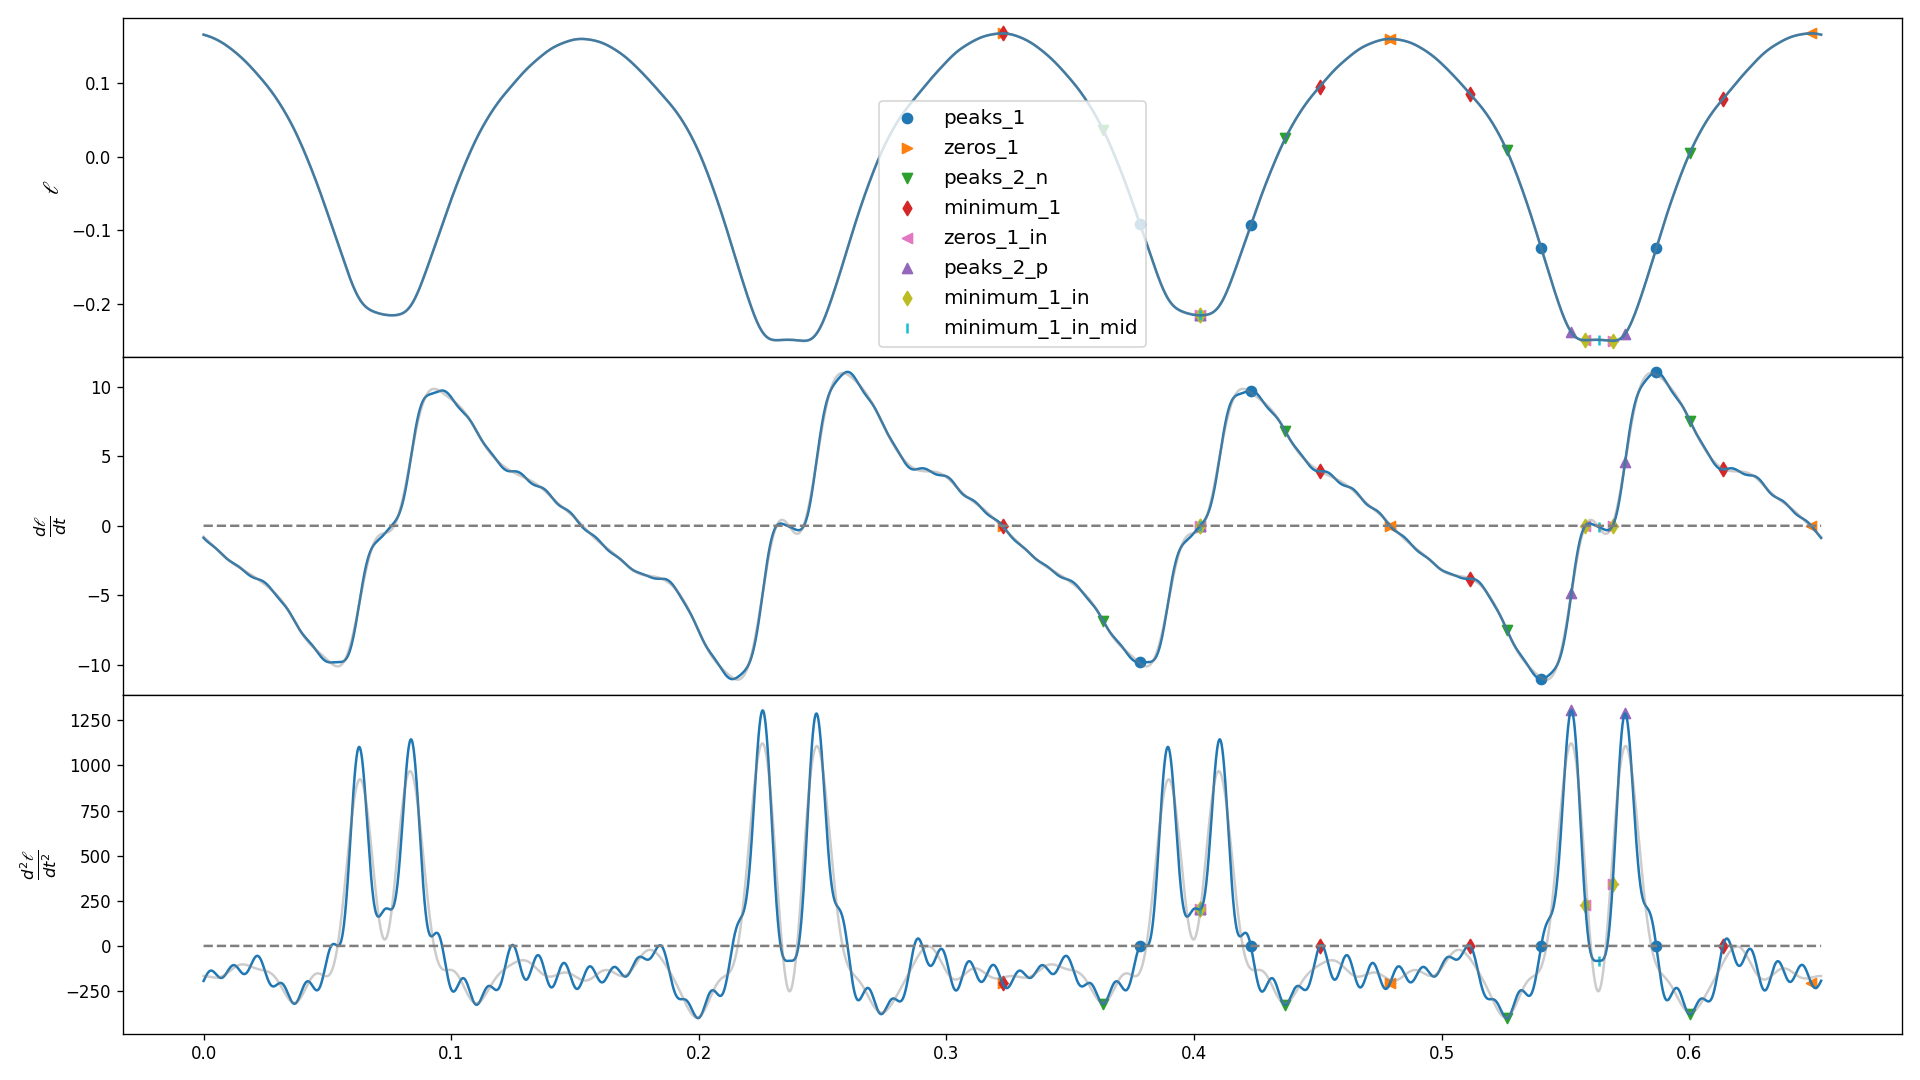 0.1
0.0
−0.1
−0.2
ℓ
peaks_1
zeros_1
peaks_2_n
minimum_1
zeros_1_in
peaks_2_p
minimum_1_in
minimum_1_in_mid
10
5
0
−5
−10
dℓ
dt
1250
1000
750
500
250
0
−250
d²ℓ
dt²
0.0 0.1 0.2 0.3 0.4 0.5 0.6